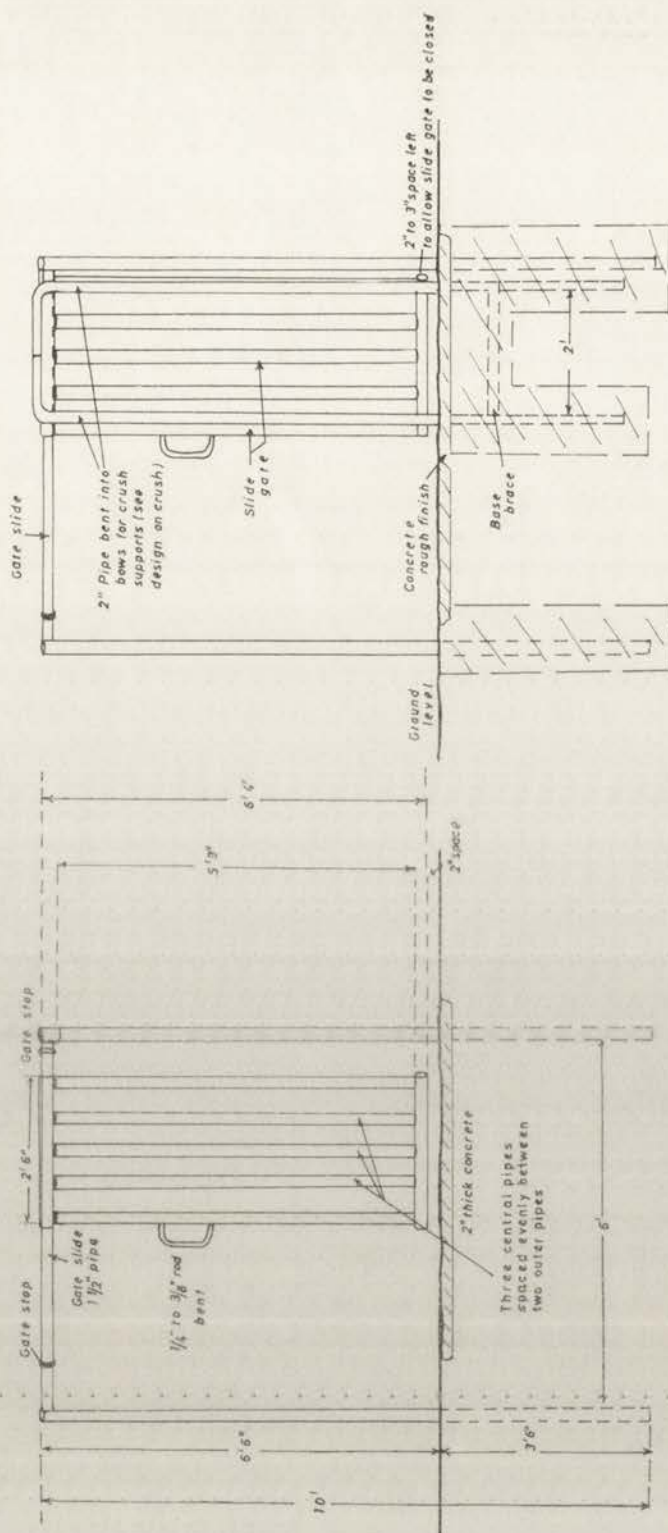 Gate stop
Gate stop
2' 6"
Gate slide
1 1/2" pipe
1/4" to 3/8" rod
bent
6' 6"
10'
3' 6"
5' 9"
6' 4"
2" space
2" thick concrete
Three central pipes
spaced evenly between
two outer pipes
6'
Gate slide
2" Pipe bent into
bows for crush
supports (see
design on crush)
Slide
gate
2" to 3" space left
to allow slide gate to be closed
Concrete
rough finish
Ground
level
Base
brace
2'